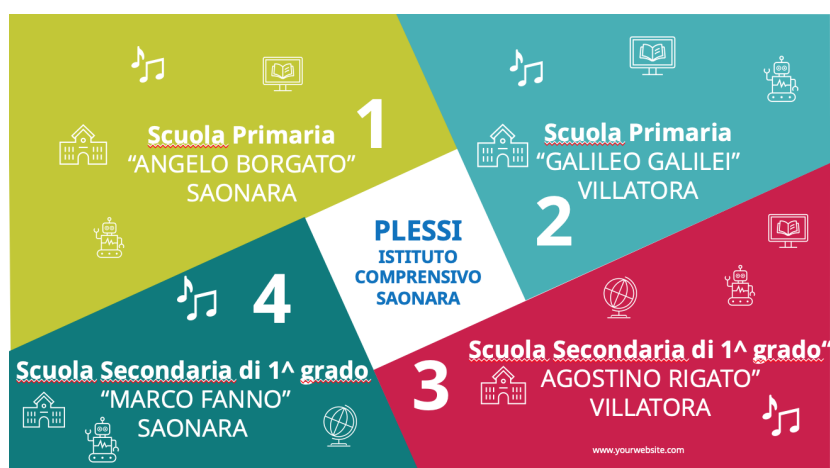 1
Scuola Primaria
“ANGELO BORGATO”
SAONARA
Scuola Primaria
“GALILEO GALILEI”
VILLATORA
2
PLESSI
ISTITUTO
COMPRENSIVO
SAONARA
4
Scuola Secondaria di 1^ grado
“MARCO FANNO”
SAONARA
3
Scuola Secondaria di 1^ grado“
AGOSTINO RIGATO”
VILLATORA
www.yourwebsite.com